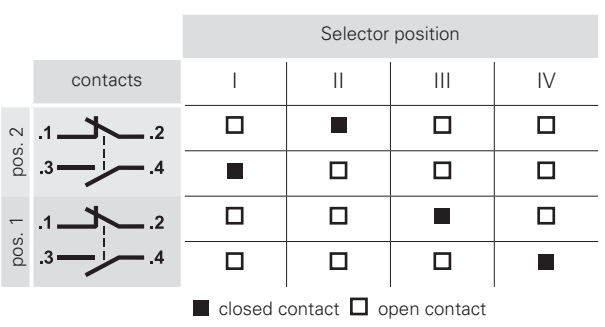 Selector position
contacts I II III IV
pos. 2
.1 .2
.3 .4
pos. 1
.1 .2
.3 .4
closed contact open contact